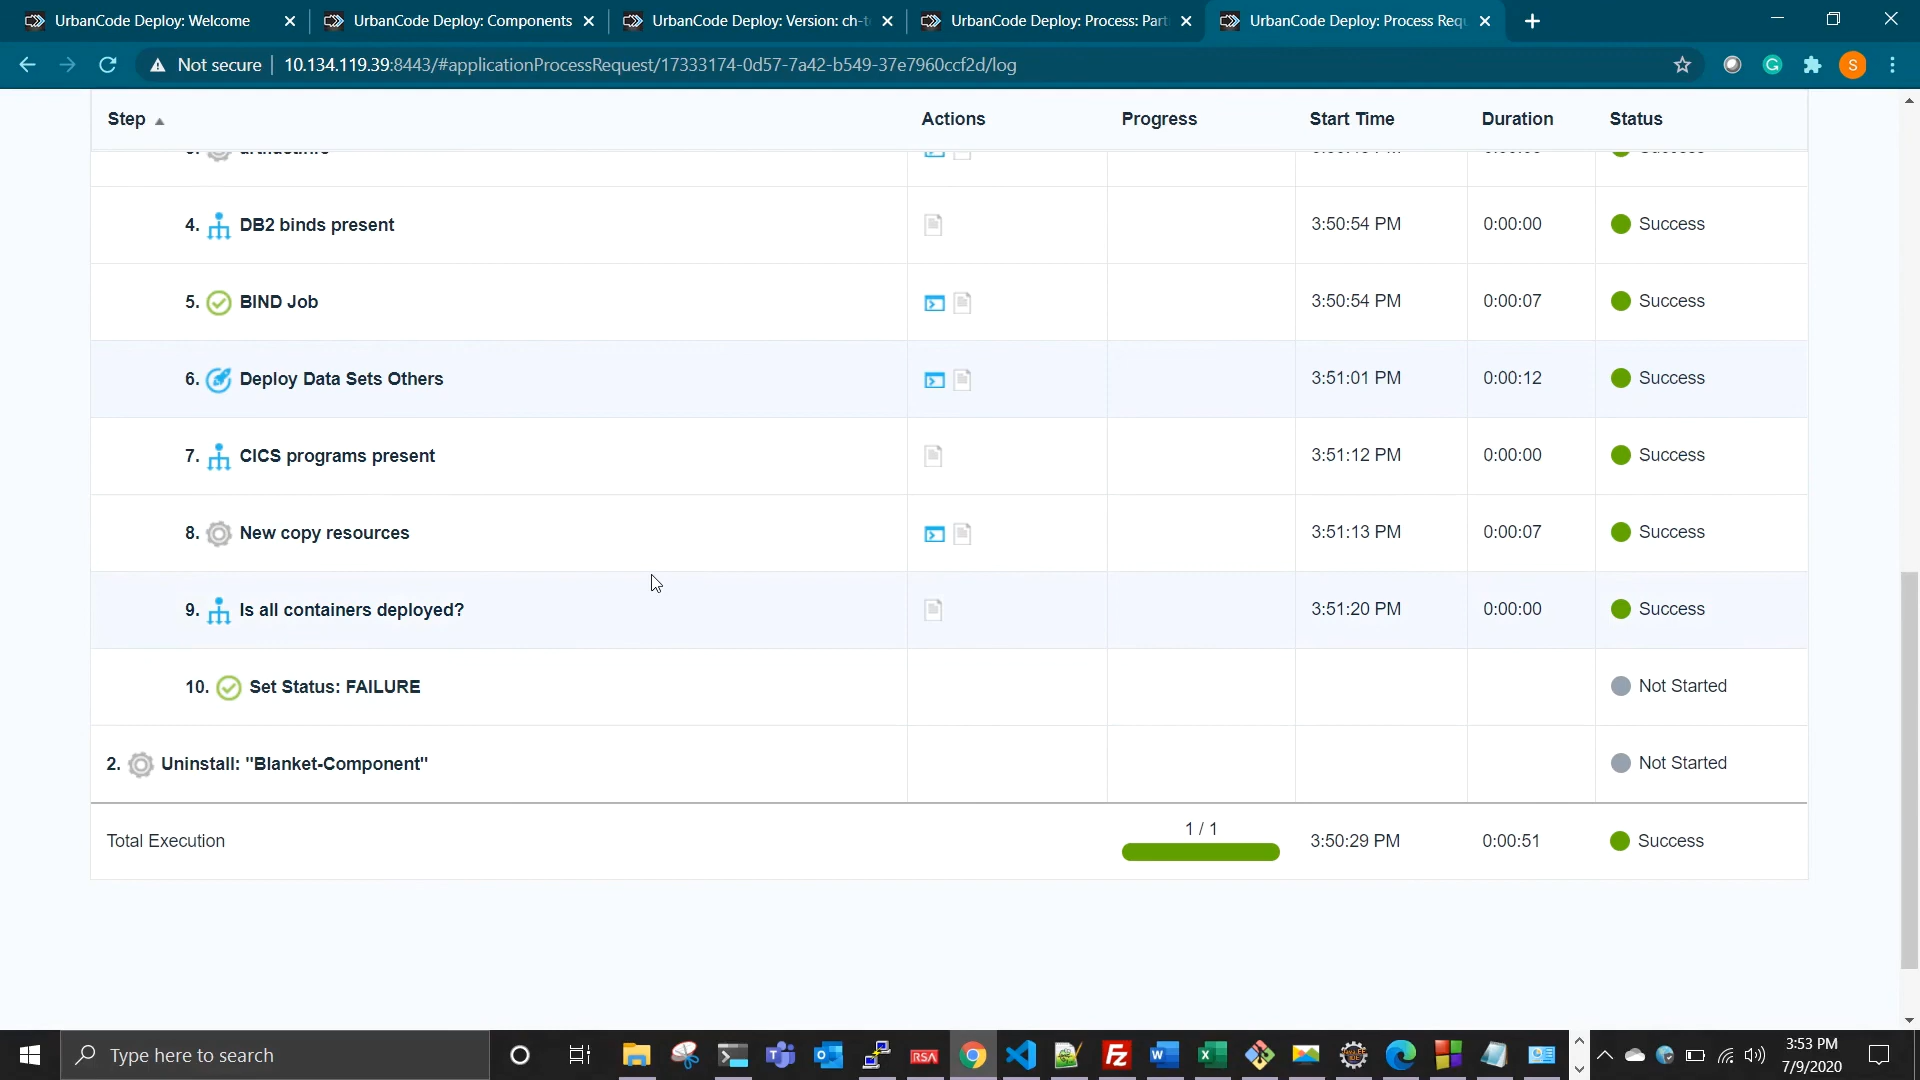 UrbanCode Deploy: Welcome
UrbanCode Deploy: Components
UrbanCode Deploy: Version: ch-t
UrbanCode Deploy: Process: Part
UrbanCode Deploy: Process Requ
Not secure
10.134.119.39:8443/#applicationProcessRequest/17333174-0d57-7a42-b549-37e7960ccf2d/log
S
Step Actions Progress Start Time Duration Status
4. DB2 binds present 3:50:54 PM 0:00:00 Success
5. BIND Job 3:50:54 PM 0:00:07 Success
6. Deploy Data Sets Others 3:51:01 PM 0:00:12 Success
7. CICS programs present 3:51:12 PM 0:00:00 Success
8. New copy resources 3:51:13 PM 0:00:07 Success
9. Is all containers deployed? 3:51:20 PM 0:00:00 Success
10. Set Status: FAILURE Not Started
2. Uninstall: "Blanket-Component" Not Started
Total Execution 1 / 1 3:50:29 PM 0:00:51 Success
Type here to search
RSA
3:53 PM
7/9/2020